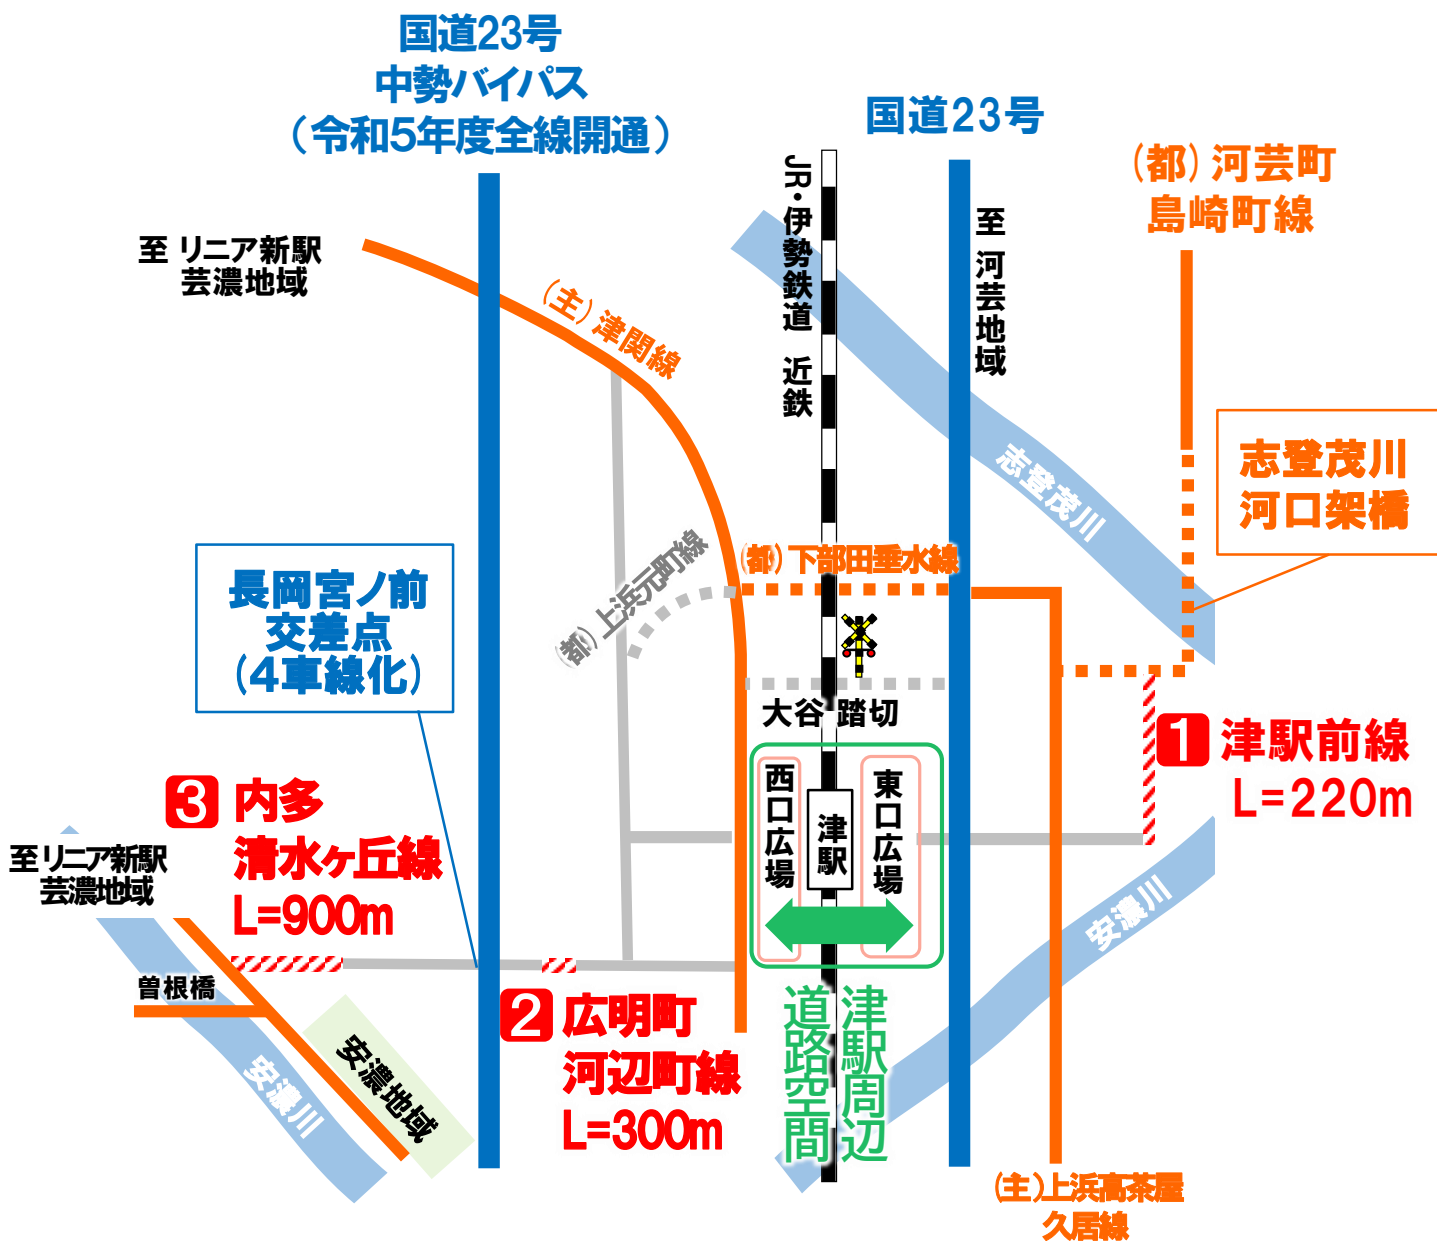 国道23号
中勢バイパス
（令和5年度全線開通）
国道23号
(都)河芸町
島崎町線
JR・伊勢鉄道 近鉄
至 河芸地域
至 リニア新駅
芸濃地域
(主)津関線
志登茂川
志登茂川
河口架橋
(都)上浜元町線
(都)下部田垂水線
長岡宮ノ前
交差点
(4車線化)
大谷 踏切
1 津駅前線
L=220m
西口広場
津駅
東口広場
3 内多
清水ヶ丘線
L=900m
至 リニア新駅
芸濃地域
安濃川
曽根橋
2 広明町
河辺町線
L=300m
津駅周辺
道路空間
安濃地域
安濃川
(主)上浜高茶屋
久居線